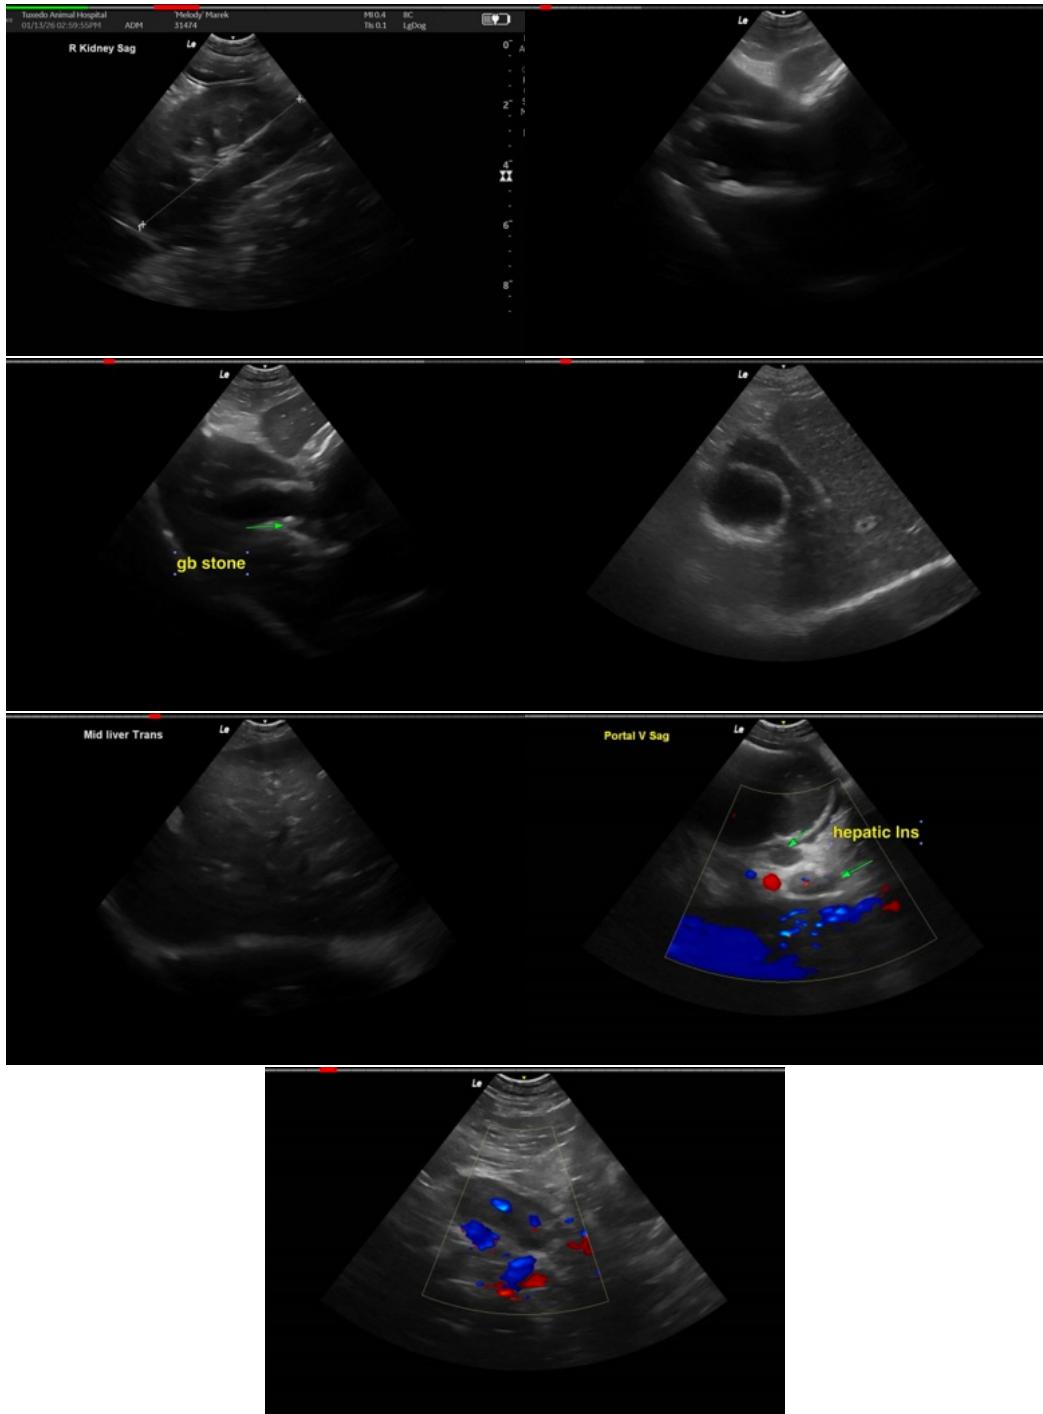 Tuxedo Animal Hospital
01/13/26 02:59:55PM
ADM
'Melody' Marek
31474
MI 0.4
TIs 0.1
8C
LgDog
R Kidney Sag
Le
0
2
4
6
8
Le
Le
gb stone
Le
Mid liver Trans
Le
Portal V Sag
Le
hepatic lns
Le